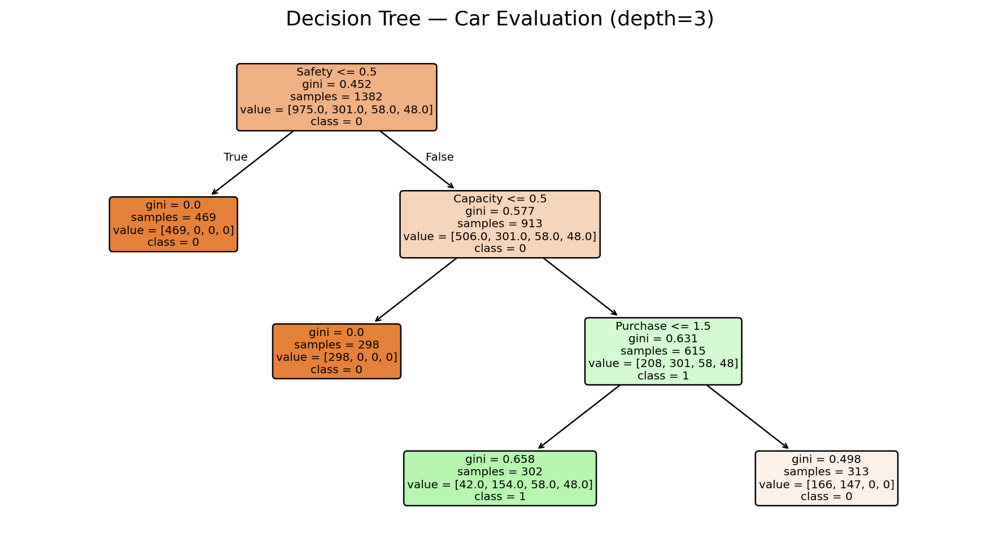 Decision Tree — Car Evaluation (depth=3)
Safety <= 0.5
gini = 0.452
samples = 1382
value = [975.0, 301.0, 58.0, 48.0]
class = 0
True
False
gini = 0.0
samples = 469
value = [469, 0, 0, 0]
class = 0
Capacity <= 0.5
gini = 0.577
samples = 913
value = [506.0, 301.0, 58.0, 48.0]
class = 0
gini = 0.0
samples = 298
value = [298, 0, 0, 0]
class = 0
Purchase <= 1.5
gini = 0.631
samples = 615
value = [208, 301, 58, 48]
class = 1
gini = 0.658
samples = 302
value = [42.0, 154.0, 58.0, 48.0]
class = 1
gini = 0.498
samples = 313
value = [166, 147, 0, 0]
class = 0